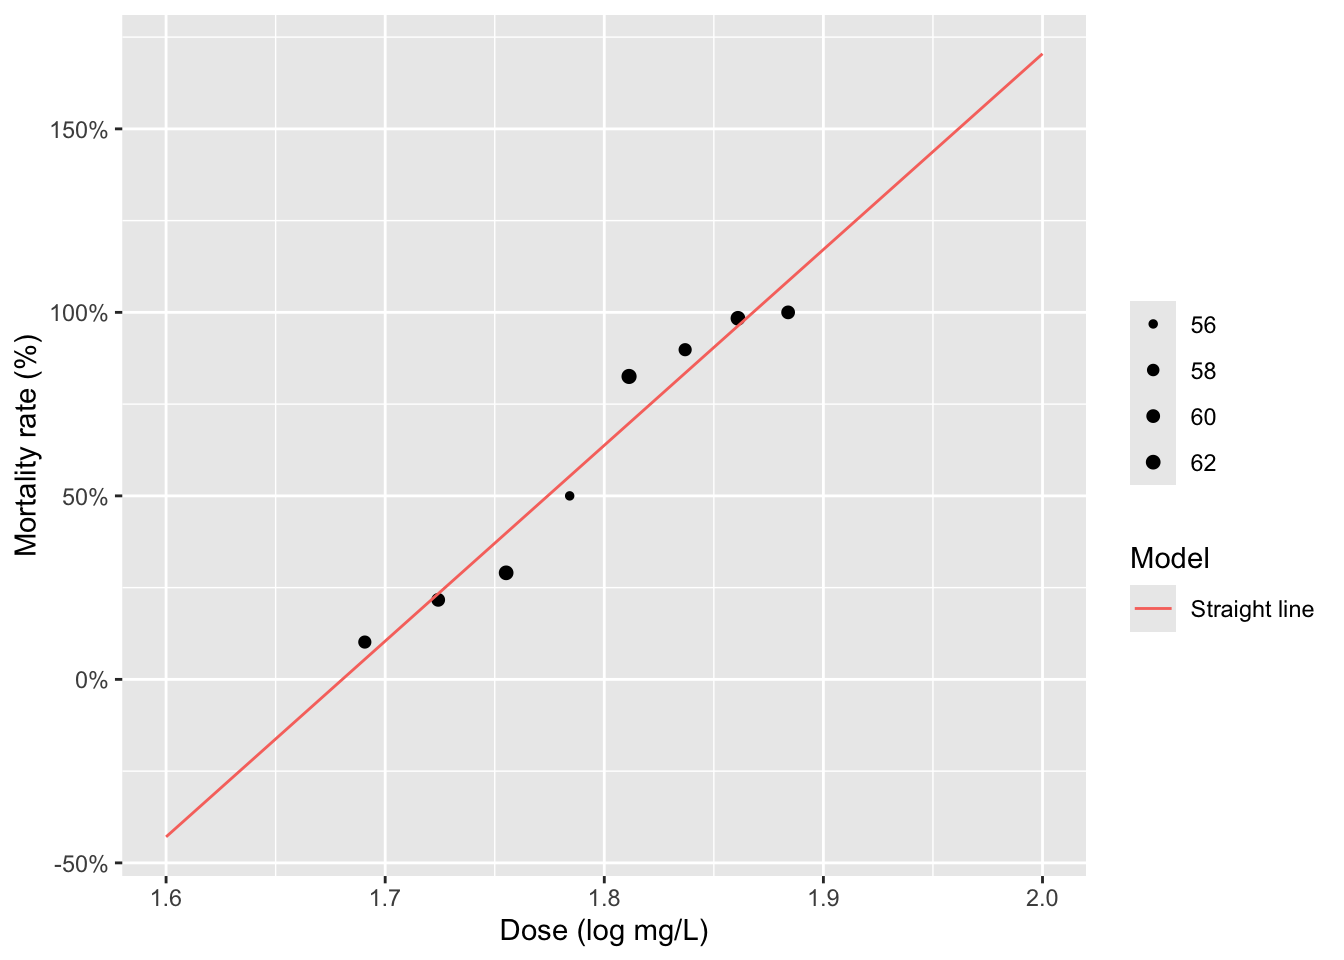 150%
100%
50%
0%
-50%
Mortality rate (%)
1.6 1.7 1.8 1.9 2.0
Dose (log mg/L)
56
58
60
62
Model
Straight line